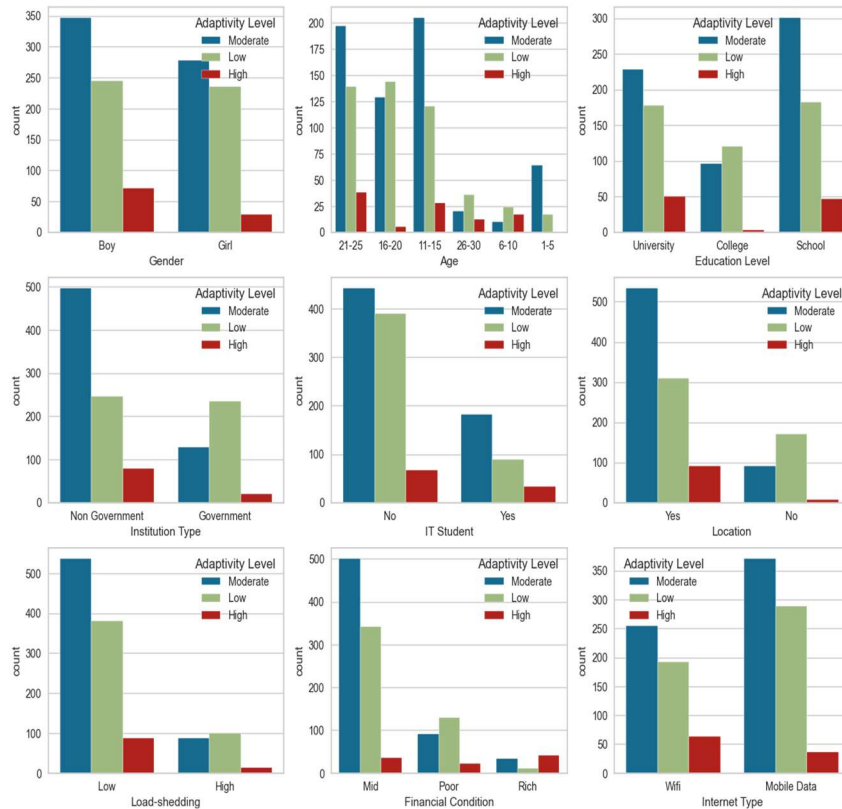 Adaptivity Level
Moderate
Low
High
350
300
250
200
150
100
50
0
count
Boy
Girl
Gender
Adaptivity Level
Moderate
Low
High
200
175
150
125
100
75
50
25
0
count
21-25
16-20
11-15
26-30
6-10
1-5
Age
Adaptivity Level
Moderate
Low
High
300
250
200
150
100
50
0
count
University
College
School
Education Level
Adaptivity Level
Moderate
Low
High
500
400
300
200
100
0
count
Non Government
Government
Institution Type
Adaptivity Level
Moderate
Low
High
400
300
200
100
0
count
No
Yes
IT Student
Adaptivity Level
Moderate
Low
High
500
400
300
200
100
0
count
Yes
No
Location
Adaptivity Level
Moderate
Low
High
500
400
300
200
100
0
count
Low
High
Load-shedding
Adaptivity Level
Moderate
Low
High
500
400
300
200
100
0
count
Mid
Poor
Rich
Financial Condition
Adaptivity Level
Moderate
Low
High
350
300
250
200
150
100
50
0
count
Wifi
Mobile Data
Internet Type